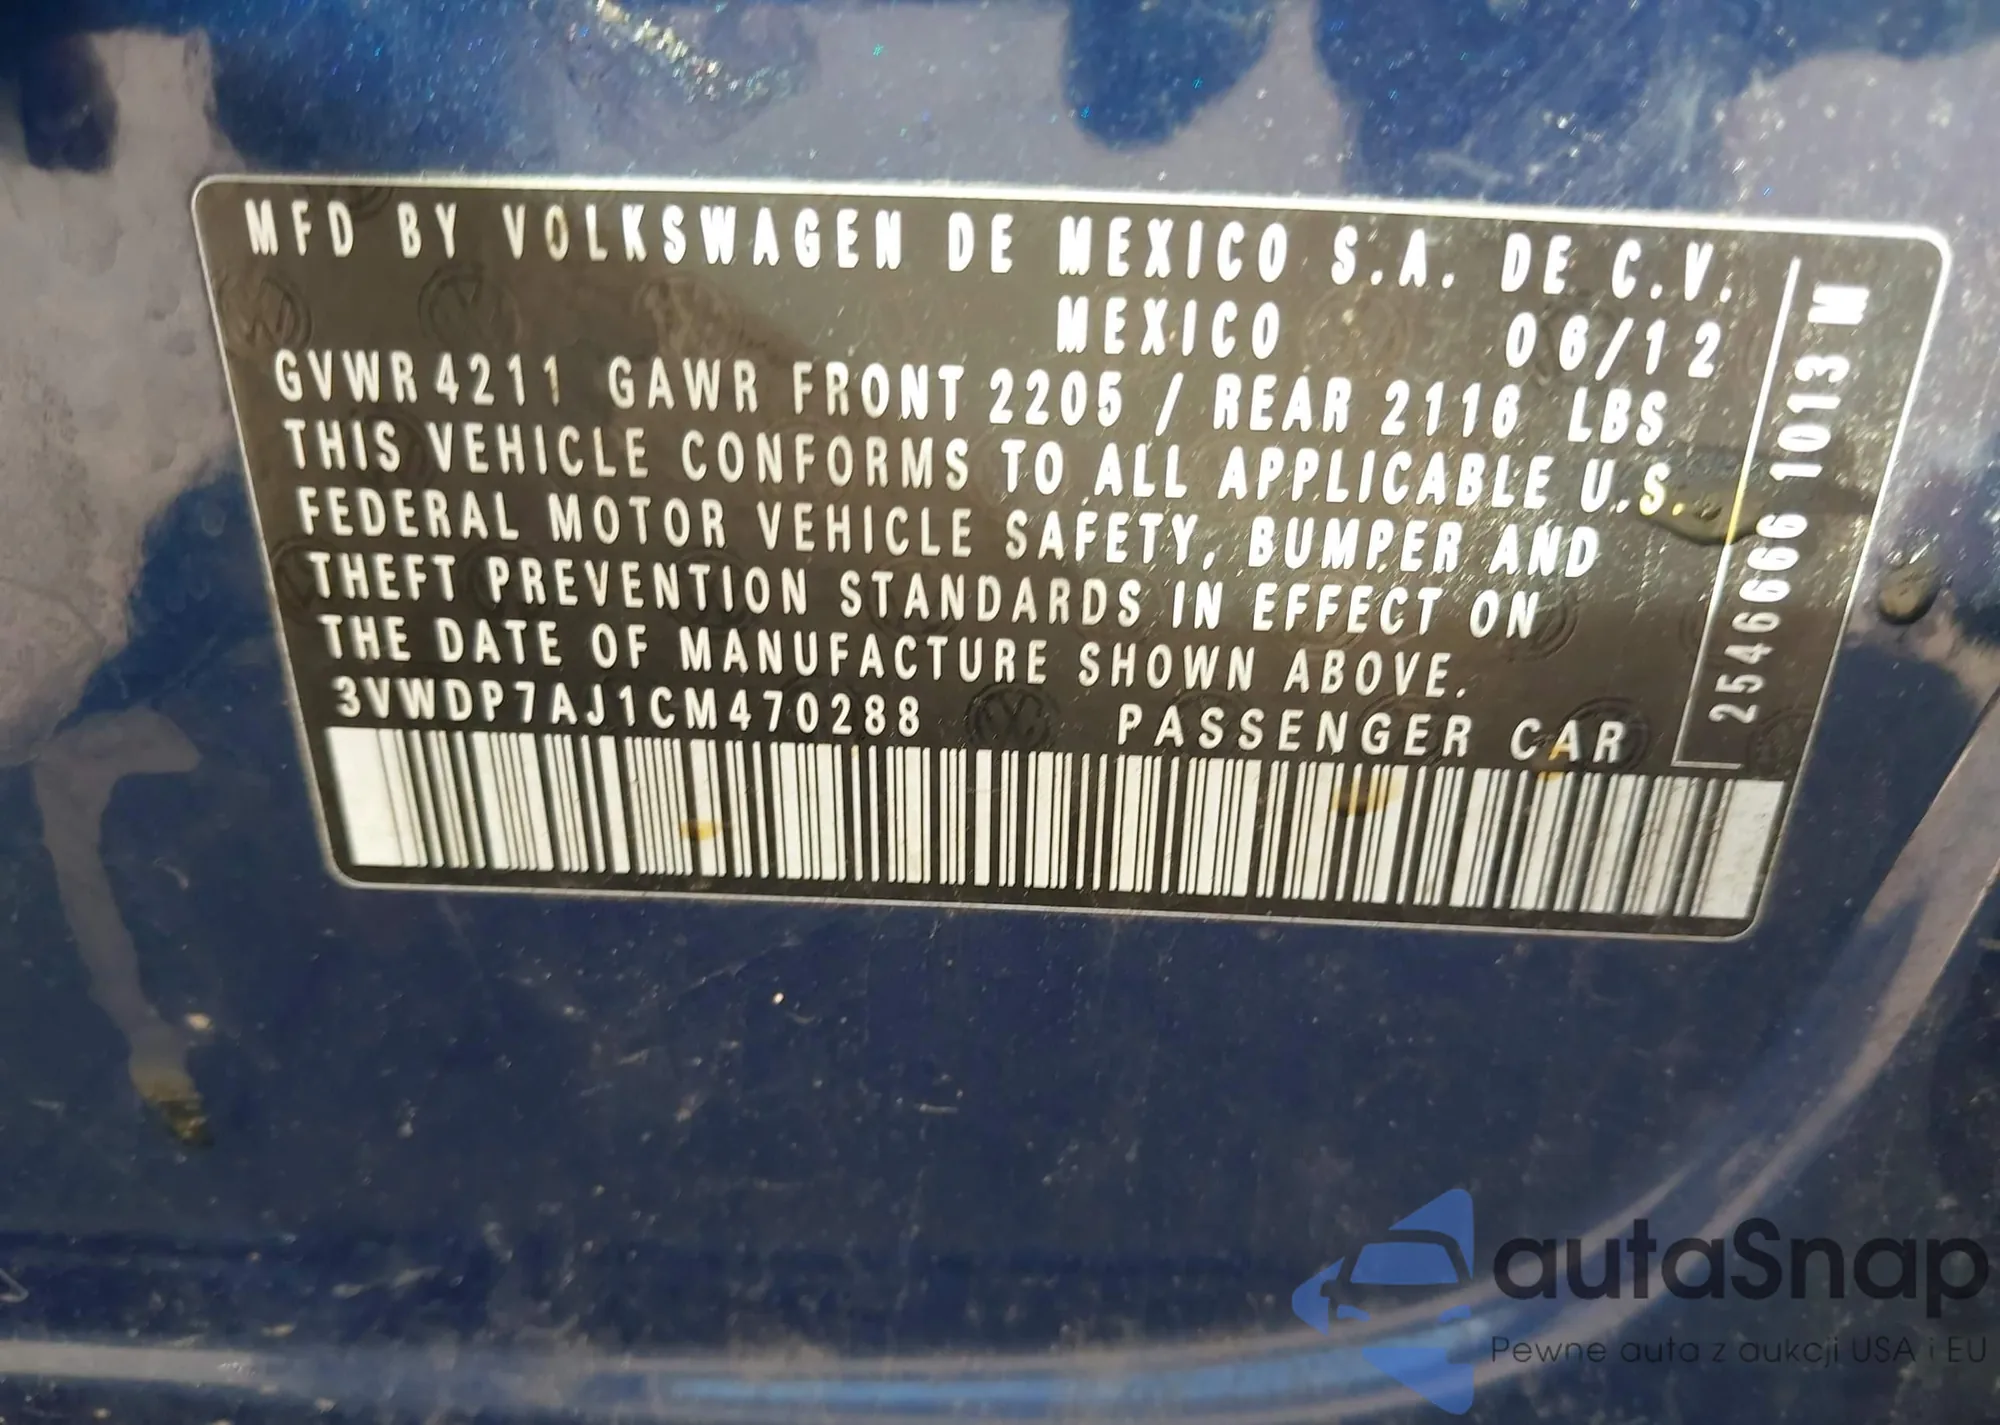 MFD BY VOLKSWAGEN DE MEXICO S.A. DE C.V.
MEXICO 06/12
GVWR 4211 GAWR FRONT 2205 / REAR 2116 LBS
THIS VEHICLE CONFORMS TO ALL APPLICABLE U.S.
FEDERAL MOTOR VEHICLE SAFETY, BUMPER AND
THEFT PREVENTION STANDARDS IN EFFECT ON
THE DATE OF MANUFACTURE SHOWN ABOVE.
3VWDP7AJ1CM470288 PASSENGER CAR
2546666 1013 M
autaSnap
Pewne auta z aukcji USA i EU